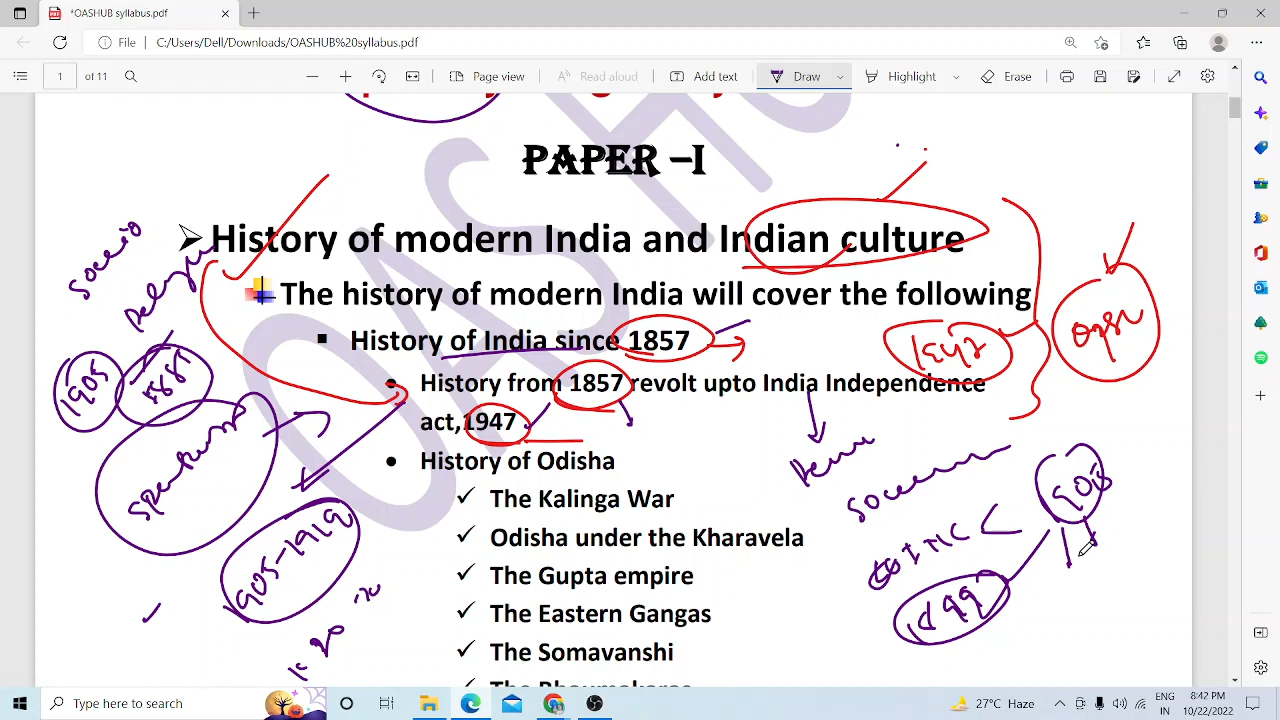 *OASHUB syllabus.pdf
File C:/Users/Dell/Downloads/OASHUB%20syllabus.pdf
1 of 11 Page view Read aloud Add text Draw Highlight Erase
PAPER –I
History of modern India and Indian culture
The history of modern India will cover the following
History of India since 1857
History from 1857 revolt upto India Independence
act,1947
History of Odisha
The Kalinga War
Odisha under the Kharavela
The Gupta empire
The Eastern Gangas
The Somavanshi
OASHUB
socio
1905
1885
1905-1919
1947
OPSC
INC
1905
Type here to search
27°C Haze
ENG
IN
8:42 PM
10/22/2022